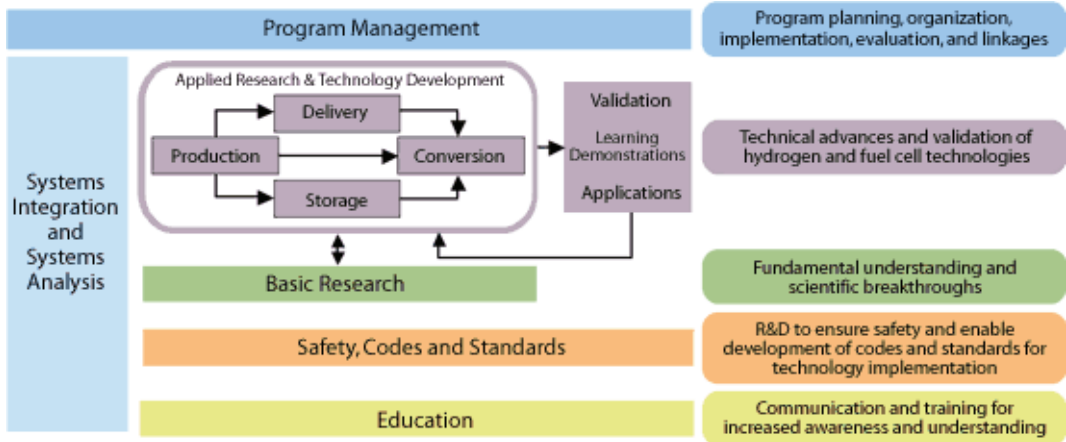 Program Management
Program planning, organization,
implementation, evaluation, and linkages
Systems
Integration
and
Systems
Analysis
Applied Research & Technology Development
Delivery
Production
Conversion
Storage
Validation
Learning
Demonstrations
Applications
Technical advances and validation of
hydrogen and fuel cell technologies
Basic Research
Fundamental understanding and
scientific breakthroughs
Safety, Codes and Standards
R&D to ensure safety and enable
development of codes and standards for
technology implementation
Education
Communication and training for
increased awareness and understanding